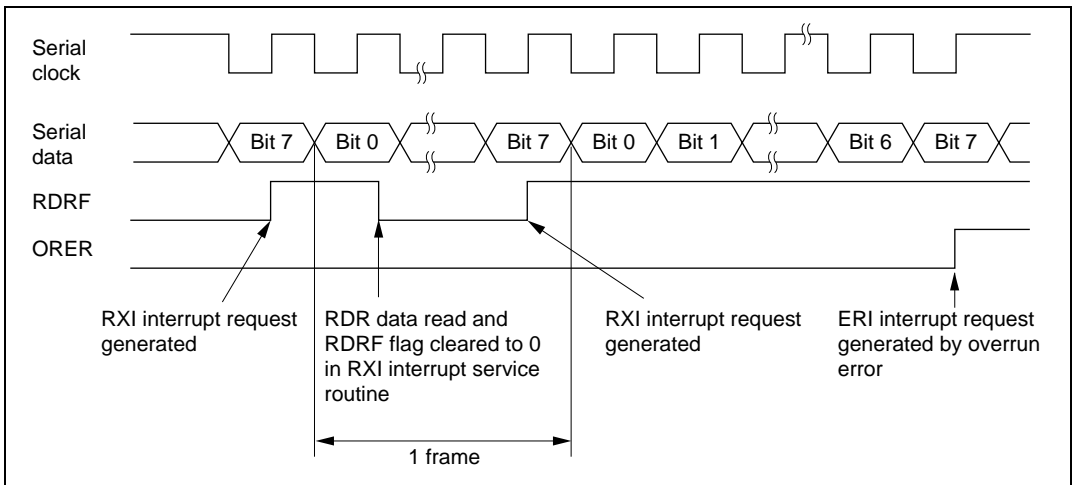 Serial
clock
Serial
data
Bit 7
Bit 0
Bit 7
Bit 0
Bit 1
Bit 6
Bit 7
RDRF
ORER
RXI interrupt request
generated
RDR data read and
RDRF flag cleared to 0
in RXI interrupt service
routine
RXI interrupt request
generated
ERI interrupt request
generated by overrun
error
1 frame